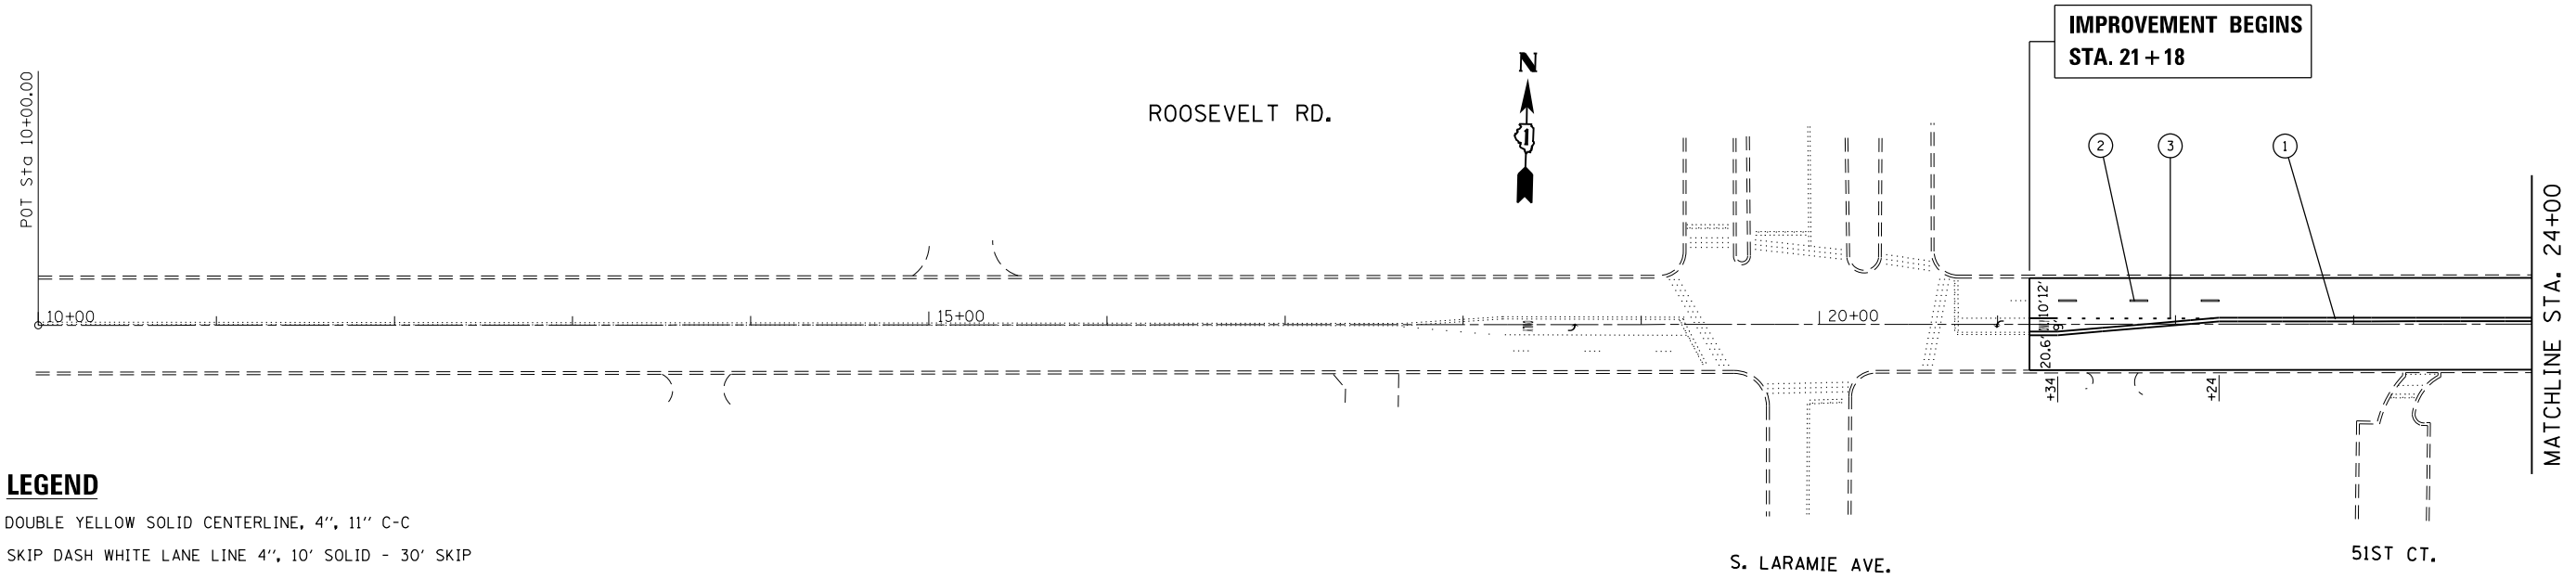 IMPROVEMENT BEGINS
STA. 21+18
POT Sta 10+00.00
N
1
ROOSEVELT RD.
2
3
1
MATCHLINE STA. 24+00
10+00
15+00
20+00
12'
10'
9'
20.6'
+34
+24
LEGEND
DOUBLE YELLOW SOLID CENTERLINE, 4", 11" C-C
SKIP DASH WHITE LANE LINE 4", 10' SOLID - 30' SKIP
S. LARAMIE AVE.
51ST CT.